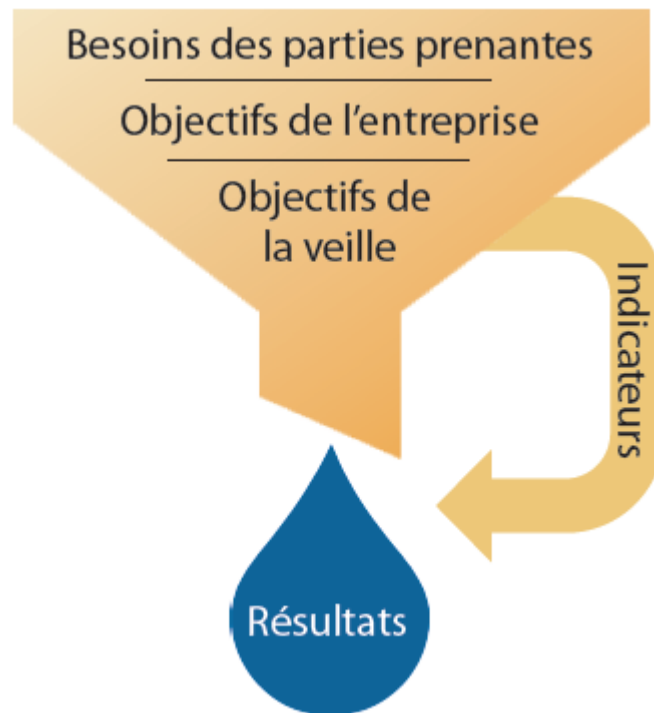 Besoins des parties prenantes
Objectifs de l’entreprise
Objectifs de
la veille
Indicateurs
Résultats